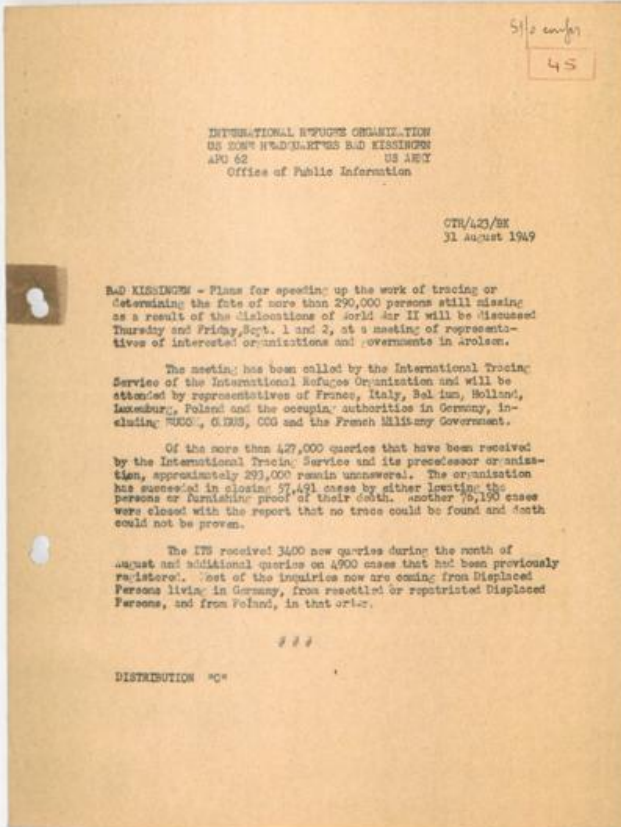 45
INTERNATIONAL REFUGEE ORGANIZATION
US ZONE HEADQUARTERS BAD KISSINGEN
APO 62 US ARMY
Office of Public Information
CTR/423/BK
31 August 1949
BAD KISSINGEN - Plans for speeding up the work of tracing or
determining the fate of more than 290,000 persons still missing
as a result of the dislocations of World War II will be discussed
Thursday and Friday,Sept. 1 and 2, at a meeting of representa-
tives of interested organizations and governments in Arolsen.
The meeting has been called by the International Tracing
Service of the International Refugee Organization and will be
attended by representatives of France, Italy, Belgium, Holland,
Luxemburg, Poland and the occuping authorities in Germany, in-
cluding EUCOM, OMGUS, CCG and the French Military Government.
Of the more than 427,000 queries that have been received
by the International Tracing Service and its precedessor organiza-
tion, approximately 293,000 remain unanswered. The organization
has succeeded in closing 57,491 cases by either locating the
persons or furnishing proof of their death. Another 76,190 cases
were closed with the report that no trace could be found and death
could not be proven.
The ITS received 3400 new queries during the month of
August and additional queries on 4900 cases that had been previously
registered. Most of the inquiries now are coming from Displaced
Persons living in Germany, from resettled or repatriated Displaced
Persons, and from Poland, in that order.
# # #
DISTRIBUTION "C"